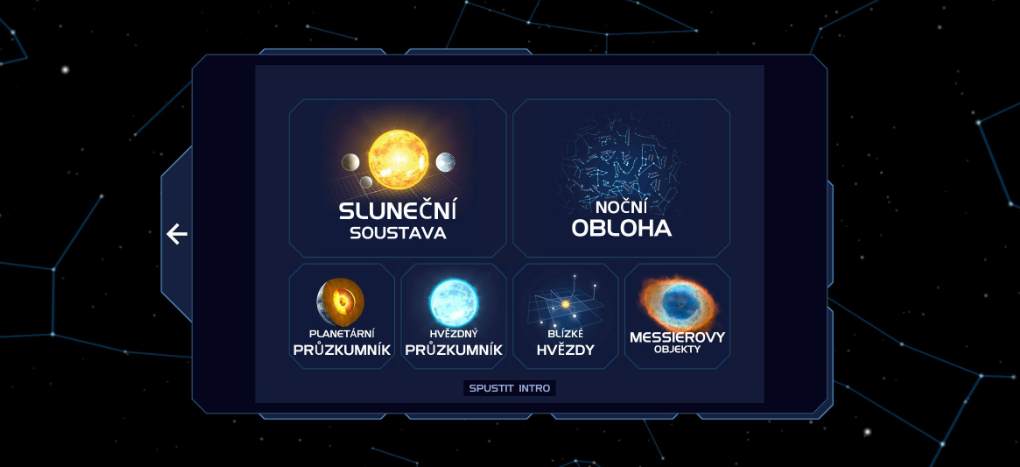 SLUNEČNÍ
SOUSTAVA
NOČNÍ
OBLOHA
PLANETÁRNÍ
PRŮZKUMNÍK
HVĚZDNÝ
PRŮZKUMNÍK
BLÍZKÉ
HVĚZDY
MESSIEROVY
OBJEKTY
SPUSTIT INTRO